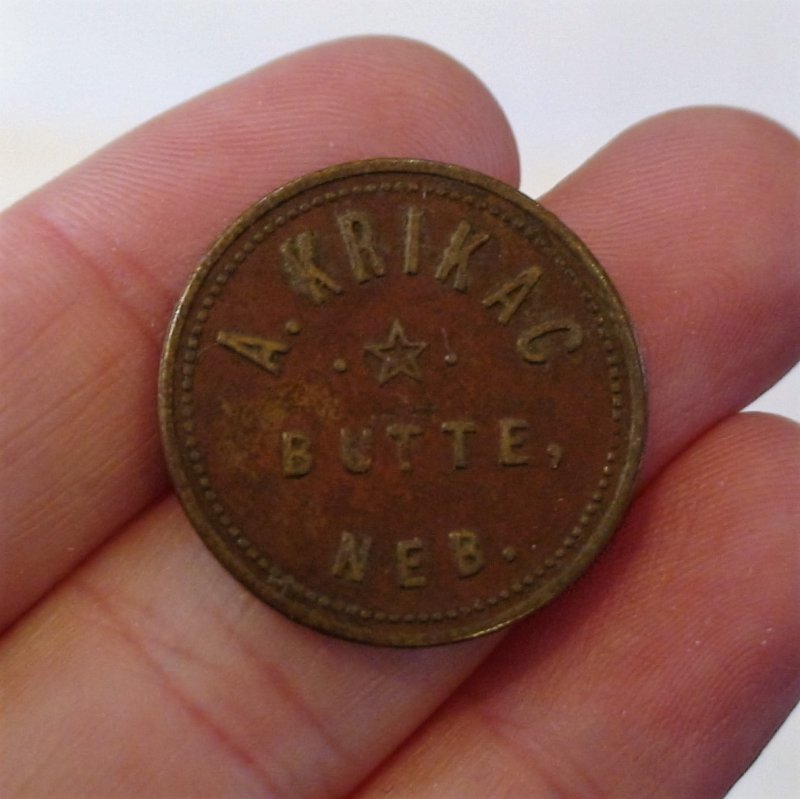 A. KRIKAC
BUTTE,
NEB.